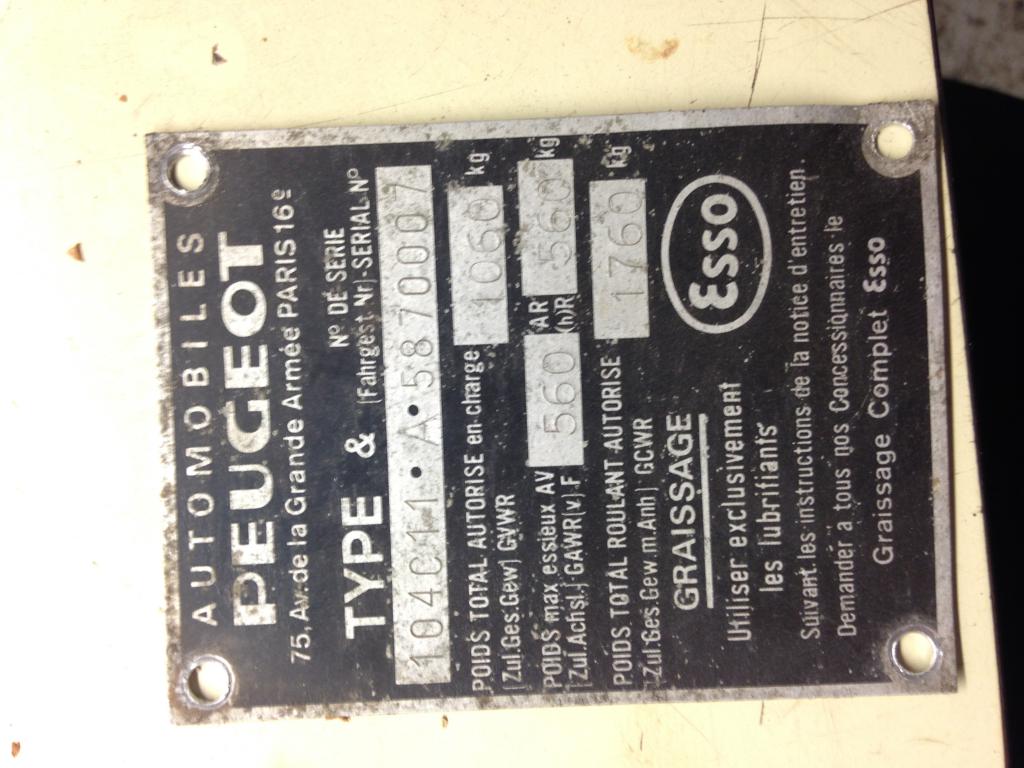 AUTOMOBILES
PEUGEOT
75, Av. de la Grande Armée PARIS 16e
TYPE & Nº DE SERIE
(Fahrgest. Nr)-SERIAL-Nº
104C11•A•5870007
POIDS TOTAL AUTORISE en charge 1060 kg
(Zul.Ges.Gew) GVWR
POIDS max essieux AV 560 AR 560 kg
(Zul.Achsl.) GAWR(v)F (h)R
POIDS TOTAL ROULANT AUTORISE 1760 kg
Zul.Ges.Gew.m.Anh) GCWR
GRAISSAGE
Utiliser exclusivement
les lubrifiants
Esso
Suivant les instructions de la notice d'entretien.
Demander a tous nos Concessionnaires le
Graissage Complet Esso